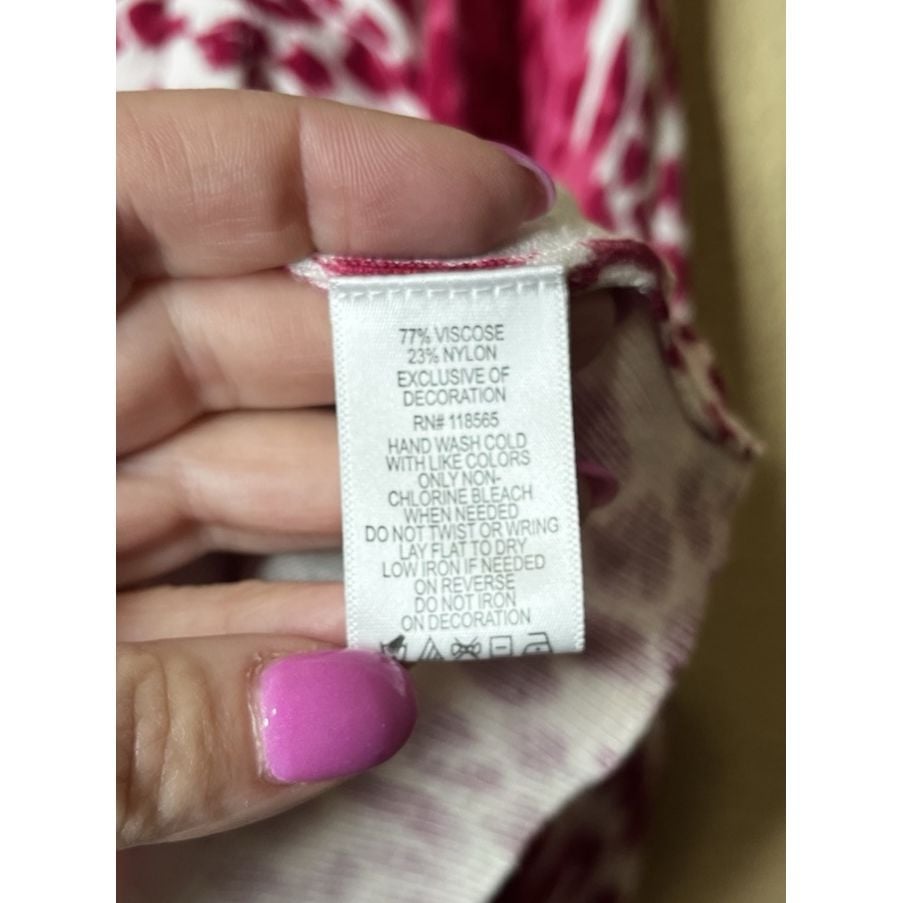 77% VISCOSE
23% NYLON
EXCLUSIVE OF
DECORATION
RN# 118565
HAND WASH COLD
WITH LIKE COLORS
ONLY NON-
CHLORINE BLEACH
WHEN NEEDED
DO NOT TWIST OR WRING
LAY FLAT TO DRY
LOW IRON IF NEEDED
ON REVERSE
DO NOT IRON
ON DECORATION